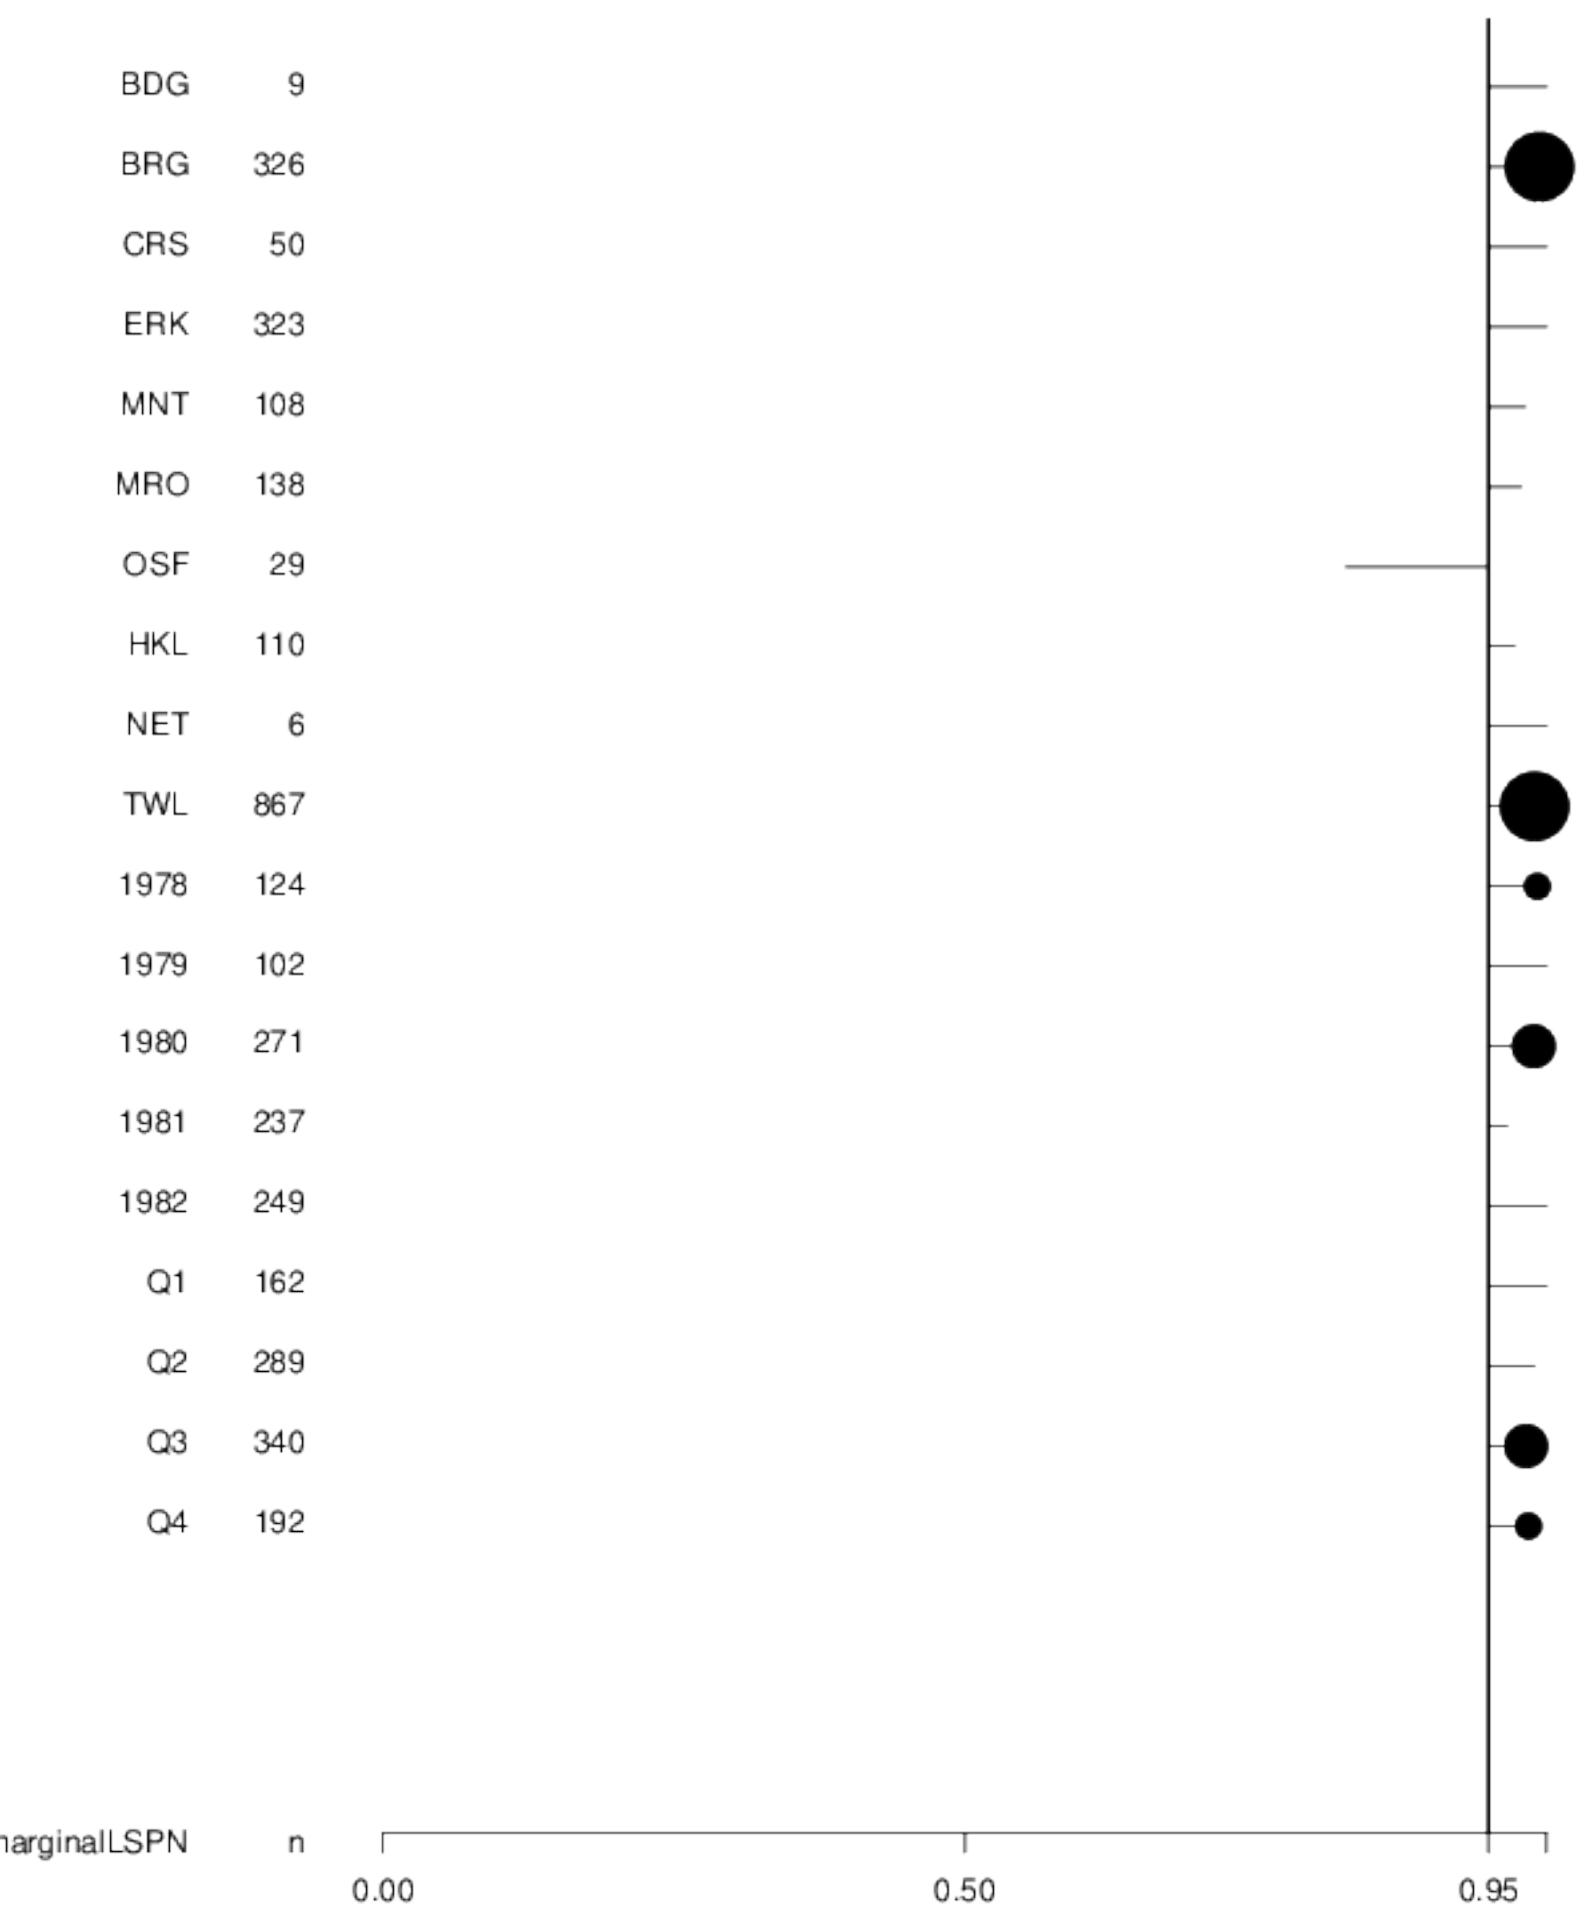 BDG 9
BRG 326
CRS 50
ERK 323
MNT 108
MRO 138
OSF 29
HKL 110
NET 6
TWL 867
1978 124
1979 102
1980 271
1981 237
1982 249
Q1 162
Q2 289
Q3 340
Q4 192
arginalLSPN n
0.00 0.50 0.95